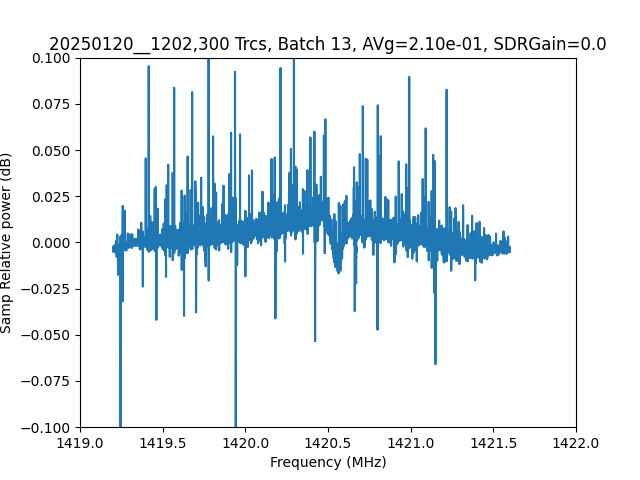 20250120__1202,300 Trcs, Batch 13, AVg=2.10e-01, SDRGain=0.0
0.100
0.075
0.050
0.025
0.000
−0.025
−0.050
−0.075
−0.100
Samp Relative power (dB)
1419.0 1419.5 1420.0 1420.5 1421.0 1421.5 1422.0
Frequency (MHz)